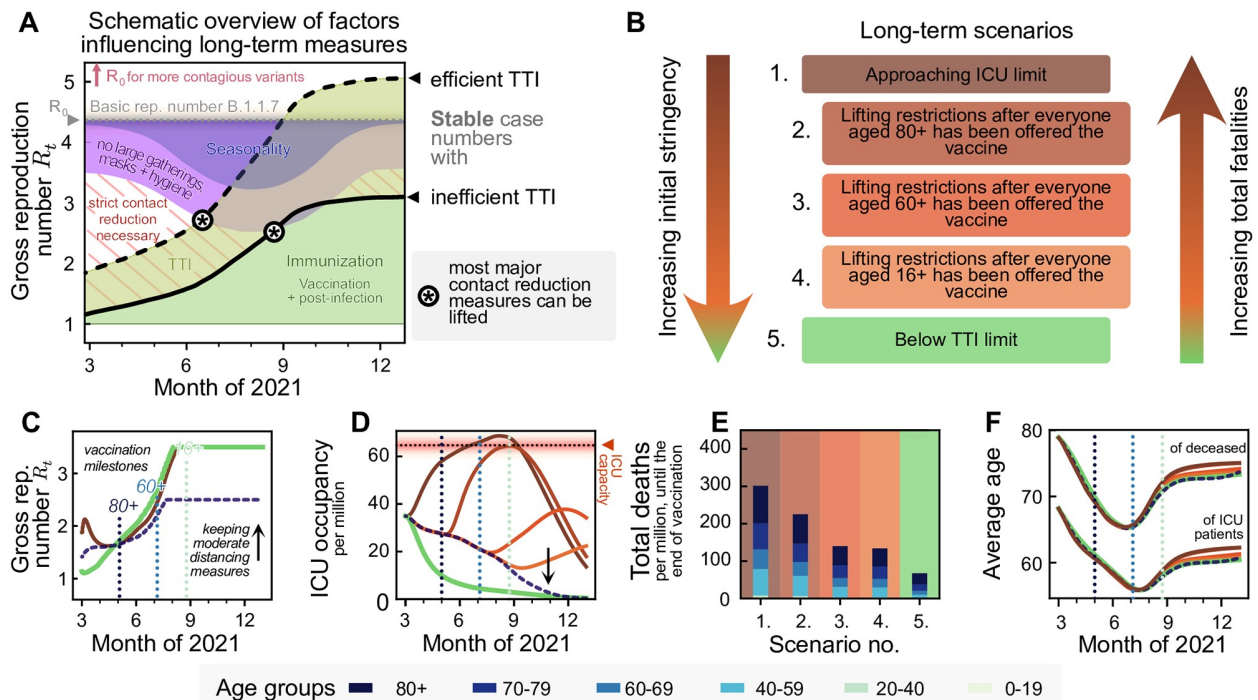 A
Schematic overview of factors
influencing long-term measures
Gross reproduction
number Rt
5
4
3
2
1
R0
R0 for more contagious variants
Basic rep. number B.1.1.7
no large gatherings,
masks + hygiene
Seasonality
strict contact
reduction
necessary
TTI
Immunization
Vaccination
+ post-infection
3
6
9
12
Month of 2021
efficient TTI
Stable case
numbers
with
inefficient TTI
most major
contact reduction
measures can be
lifted
B
Long-term scenarios
Increasing initial stringency
1.
Approaching ICU limit
2.
Lifting restrictions after everyone
aged 80+ has been offered the
vaccine
3.
Lifting restrictions after everyone
aged 60+ has been offered the
vaccine
4.
Lifting restrictions after everyone
aged 16+ has been offered the
vaccine
5.
Below TTI limit
Increasing total fatalities
C
Gross rep.
number Rt
3
2
1
vaccination
milestones
80+
60+
16+
keeping
moderate
distancing
measures
3
6
9
12
Month of 2021
D
ICU occupancy
per million
60
40
20
0
ICU
capacity
3
6
9
12
Month of 2021
E
Total deaths
per million, until the
end of vaccination
400
300
200
100
0
1.
2.
3.
4.
5.
Scenario no.
F
Average age
80
70
60
of deceased
of ICU
patients
3
6
9
12
Month of 2021
Age groups
80+
70-79
60-69
40-59
20-40
0-19